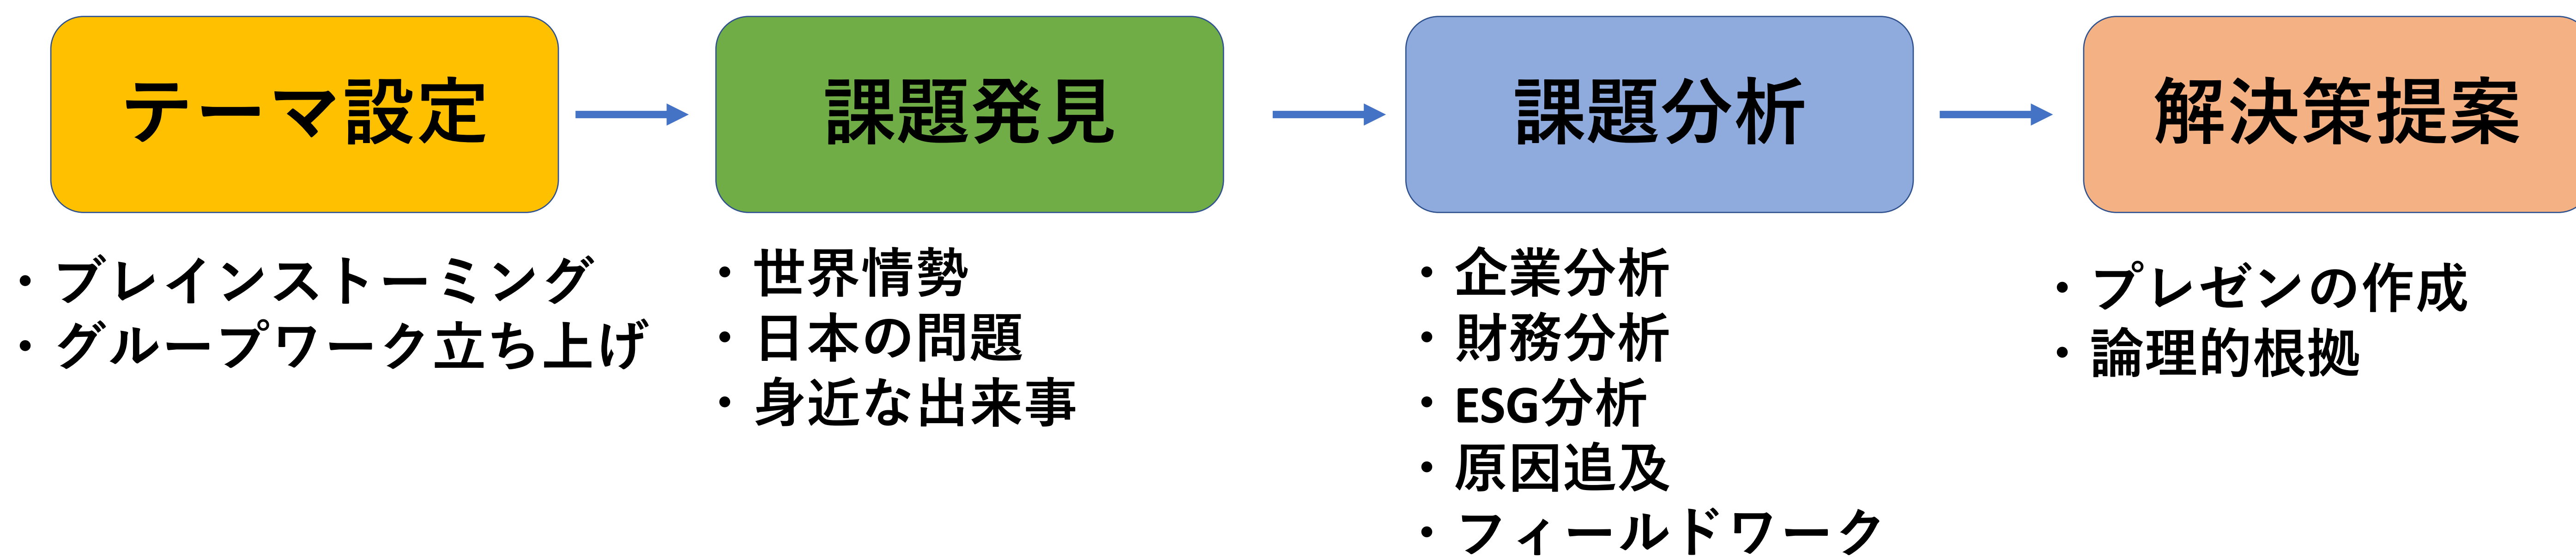 テーマ設定
・ブレインストーミング
・グループワーク立ち上げ
課題発見
・世界情勢
・日本の問題
・身近な出来事
課題分析
・企業分析
・財務分析
・ESG分析
・原因追及
・フィールドワーク
解決策提案
・プレゼンの作成
・論理的根拠